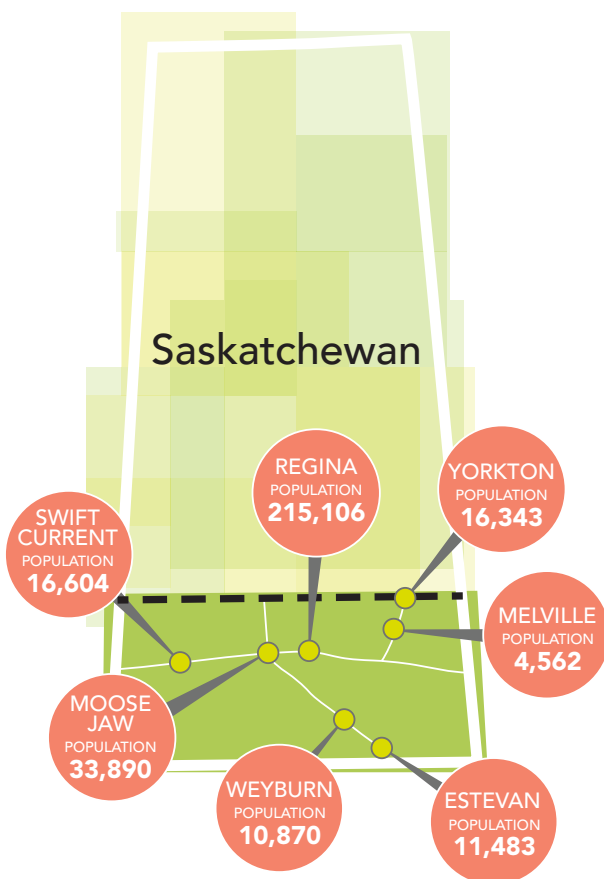 Saskatchewan
REGINA
POPULATION
215,106
YORKTON
POPULATION
16,343
SWIFT
CURRENT
POPULATION
16,604
MELVILLE
POPULATION
4,562
MOOSE
JAW
POPULATION
33,890
WEYBURN
POPULATION
10,870
ESTEVAN
POPULATION
11,483